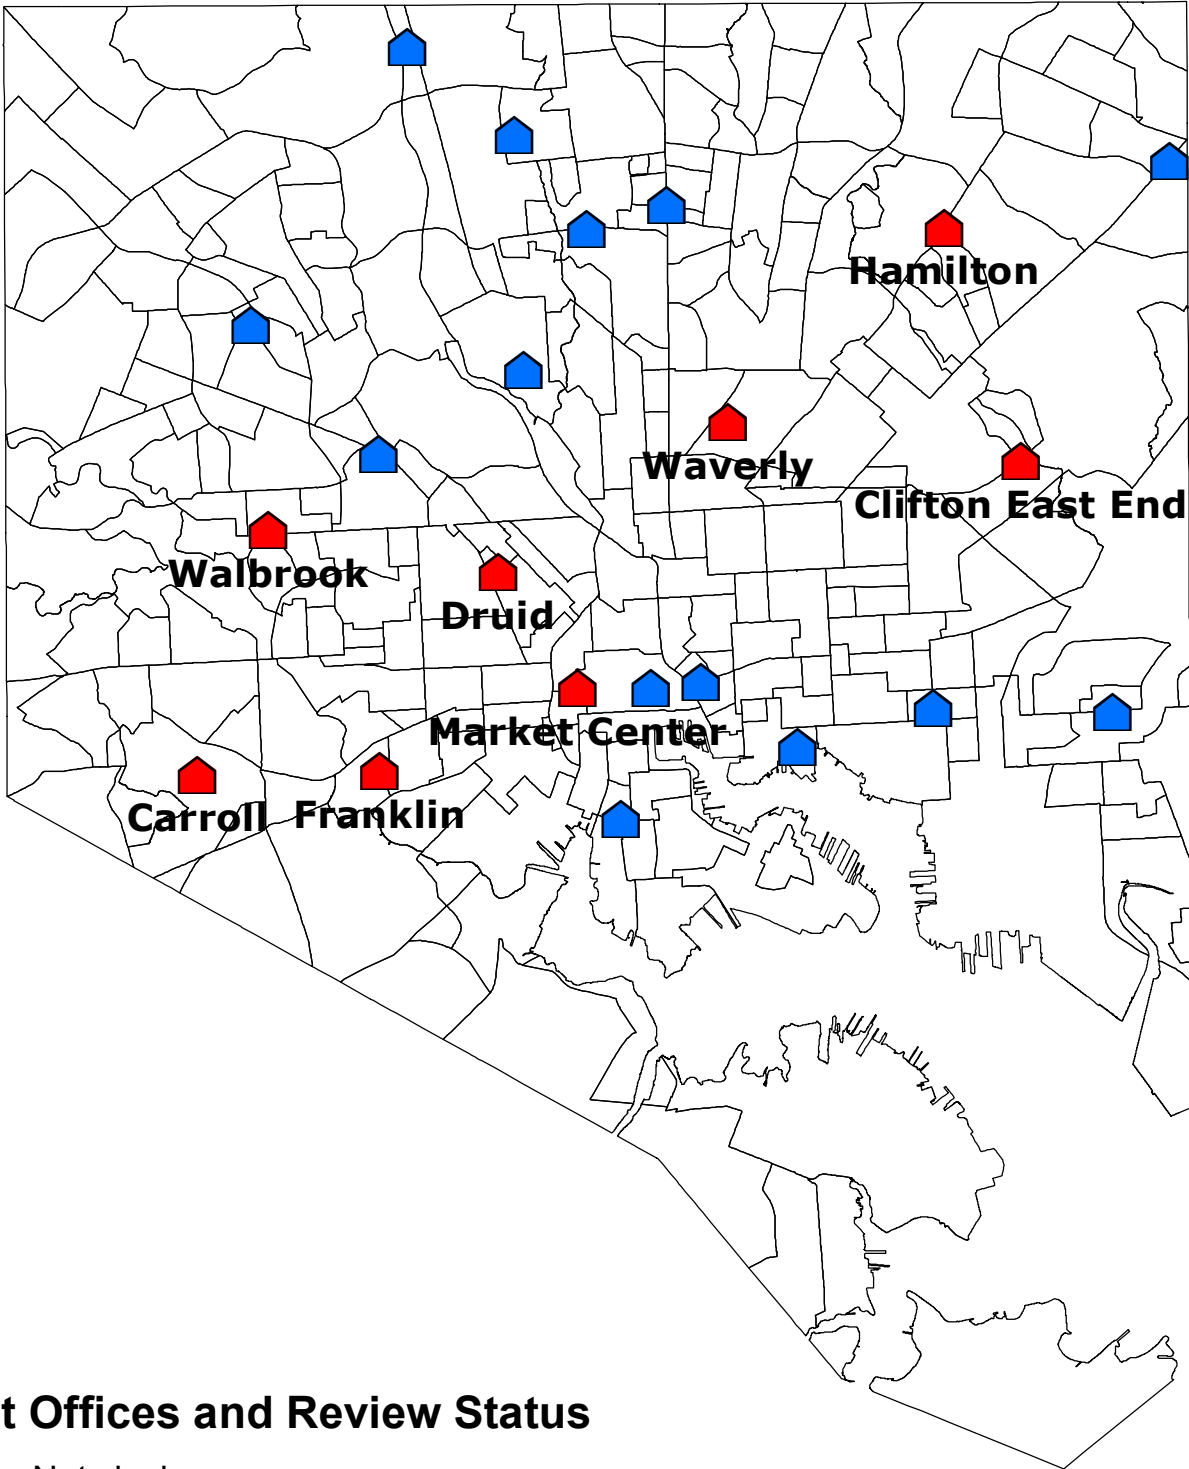 Hamilton
Waverly
Clifton East End
Walbrook
Druid
Market Center
Carroll
Franklin
t Offices and Review Status